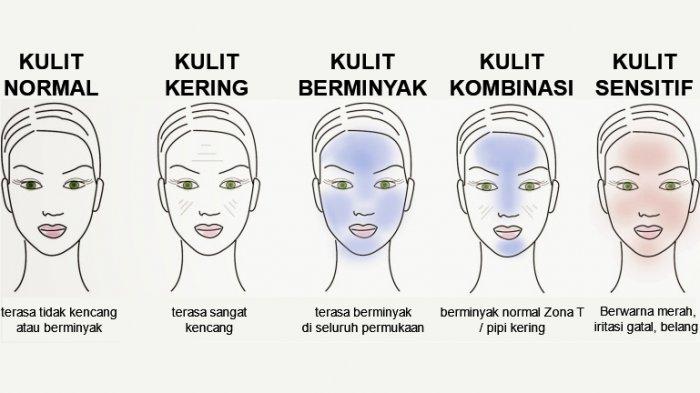 KULIT
NORMAL
KULIT
KERING
KULIT
BERMINYAK
KULIT
KOMBINASI
KULIT
SENSITIF
terasa tidak kencang
atau berminyak
terasa sangat
kencang
terasa berminyak
di seluruh permukaan
berminyak normal Zona T
/ pipi kering
Berwarna merah,
iritasi gatal, belang